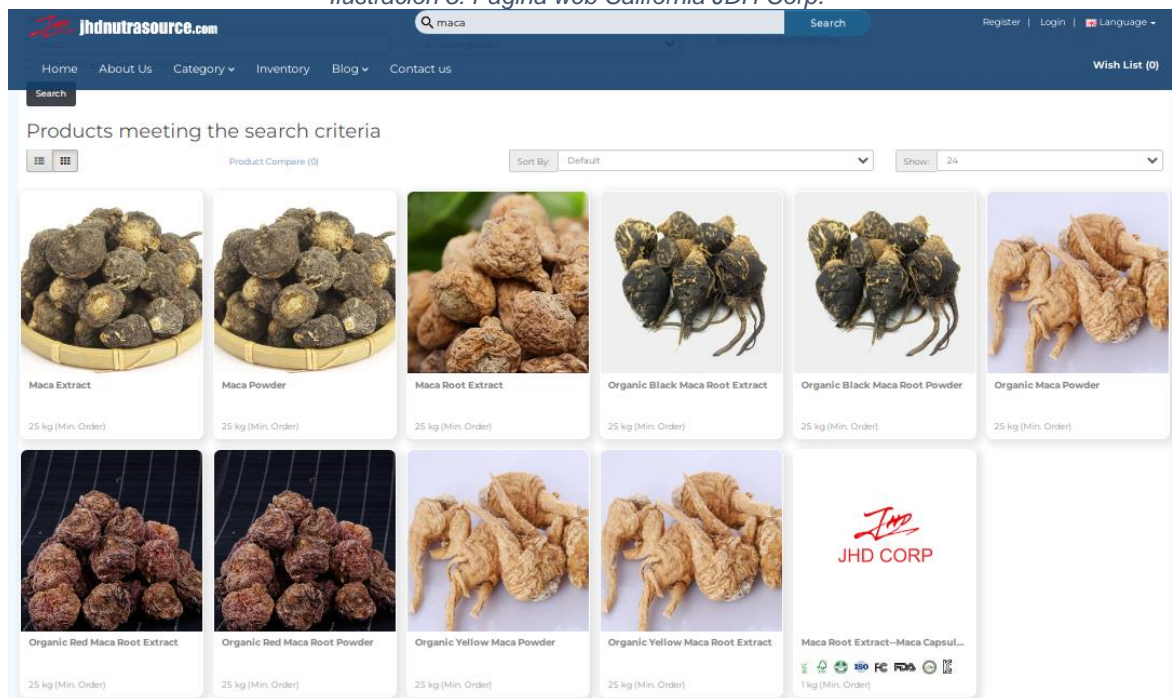 Ilustración 3. Página web California JDH Corp.
JHD jhdnutrasource.com
maca
Search
Register | Login | Language
Home About Us Category Inventory Blog Contact us
Wish List (0)
Search
Products meeting the search criteria
Product Compare (0)
Sort By: Default
Show: 24
Maca Extract
25 kg (Min. Order)
Maca Powder
25 kg (Min. Order)
Maca Root Extract
25 kg (Min. Order)
Organic Black Maca Root Extract
25 kg (Min. Order)
Organic Black Maca Root Powder
25 kg (Min. Order)
Organic Maca Powder
25 kg (Min. Order)
Organic Red Maca Root Extract
25 kg (Min. Order)
Organic Red Maca Root Powder
25 kg (Min. Order)
Organic Yellow Maca Powder
25 kg (Min. Order)
Organic Yellow Maca Root Extract
25 kg (Min. Order)
JHD
JHD CORP
Maca Root Extract--Maca Capsul...
ISO FC FDA
1 kg (Min. Order)